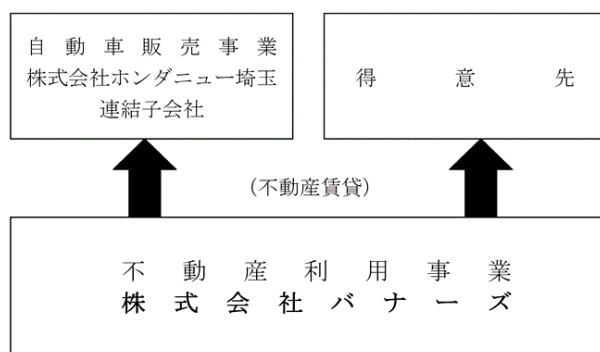 自動車販売事業
株式会社ホンダニュー埼玉
連結子会社
得意先
（不動産賃貸）
不動産利用事業
株式会社バナーズ